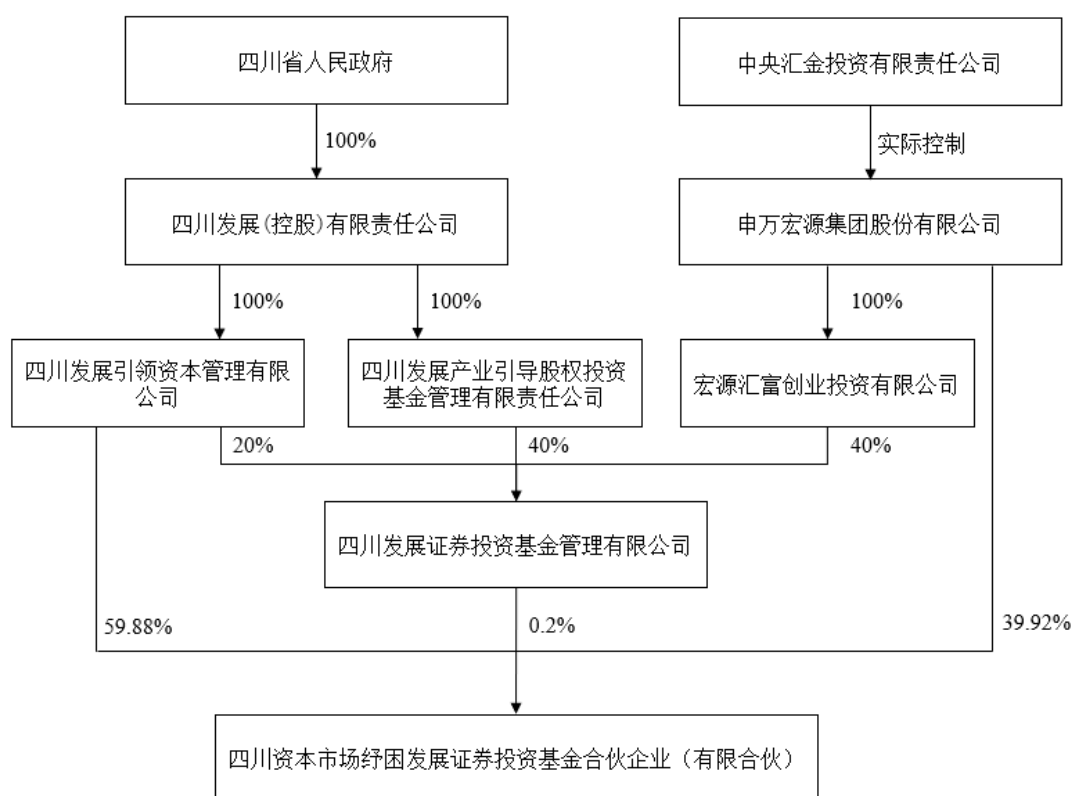 四川省人民政府
中央汇金投资有限责任公司
100%
实际控制
四川发展(控股)有限责任公司
申万宏源集团股份有限公司
100%
100%
100%
四川发展引领资本管理有限
公司
四川发展产业引导股权投资
基金管理有限责任公司
宏源汇富创业投资有限公司
20%
40%
40%
四川发展证券投资基金管理有限公司
59.88%
0.2%
39.92%
四川资本市场纾困发展证券投资基金合伙企业（有限合伙）